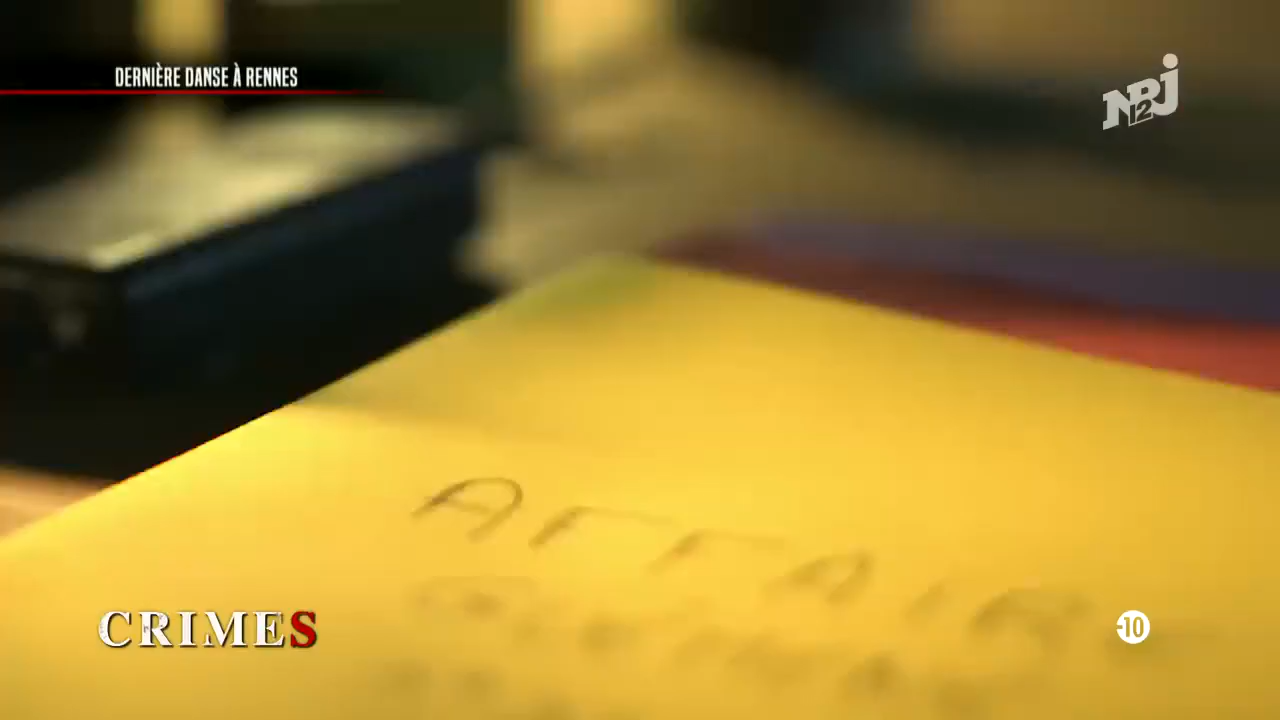 DERNIÈRE DANSE À RENNES
NRJ
12
AFFAIRE
CRIMES
-10